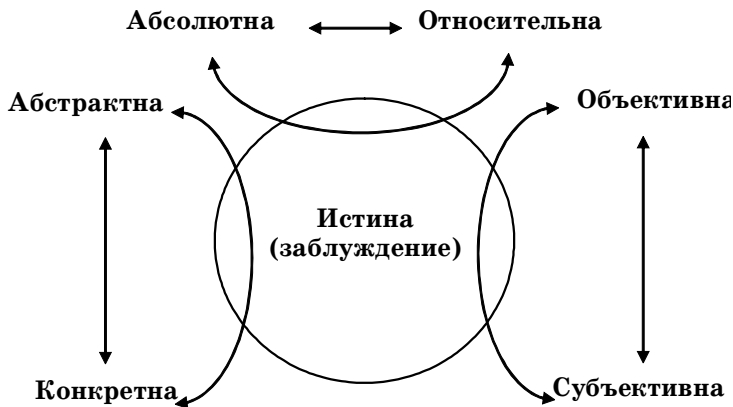 Абсолютна Относительна
Абстрактна Объективна
Истина
(заблуждение)
Конкретна Субъективна